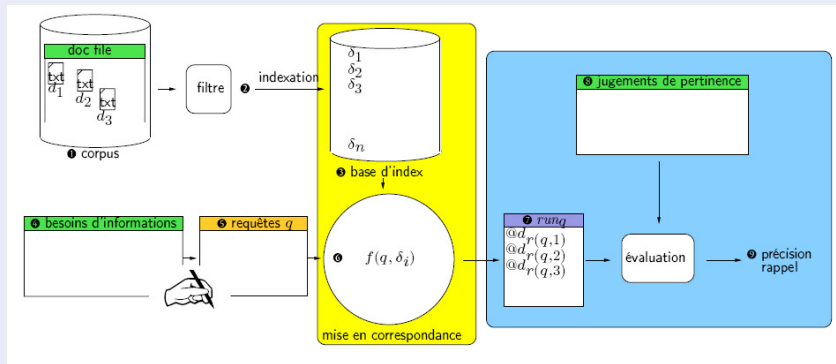 doc file
txt
d1
txt
d2
txt
d3
❶ corpus
filtre
❷ indexation
δ1
δ2
δ3
δn
❸ base d'index
❹ besoins d'informations
❺ requêtes q
❻ f(q, δi)
mise en correspondance
❼ runq
@dr(q,1)
@dr(q,2)
@dr(q,3)
❽ jugements de pertinence
évaluation
❾ précision
rappel